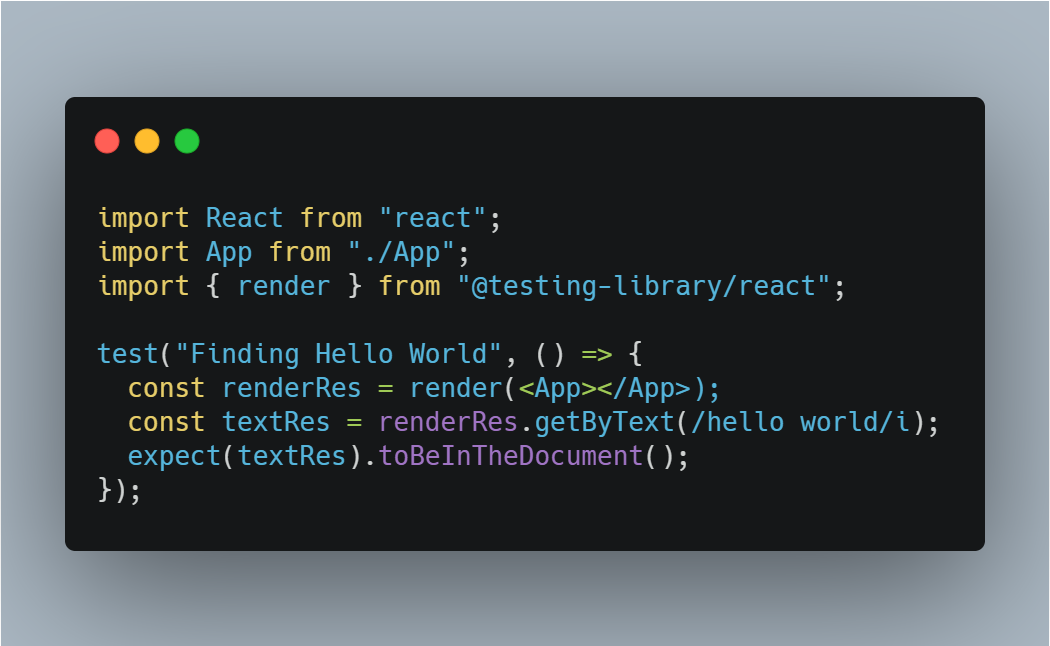 import React from "react";
import App from "./App";
import { render } from "@testing-library/react";

test("Finding Hello World", () => {
  const renderRes = render(<App></App>);
  const textRes = renderRes.getByText(/hello world/i);
  expect(textRes).toBeInTheDocument();
});